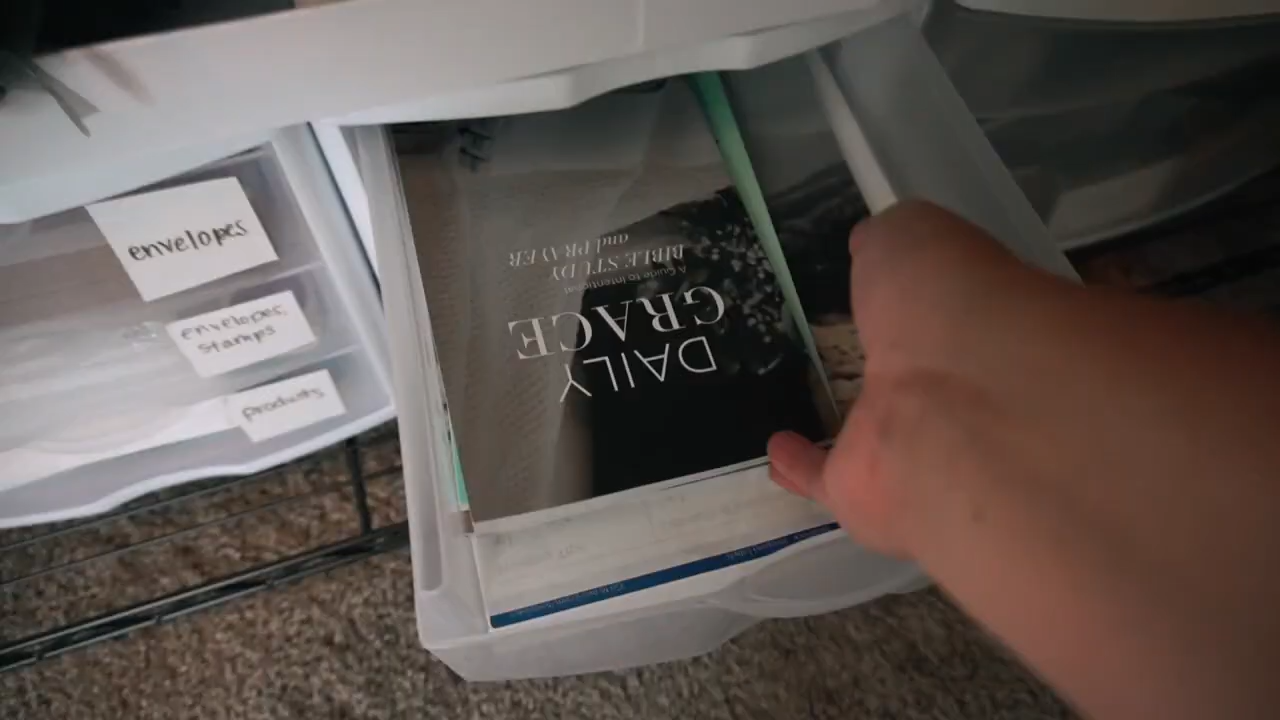 envelopes
envelopes,
stamps
products
DAILY
GRACE
A Guide to Intentional
BIBLE STUDY
and PRAYER